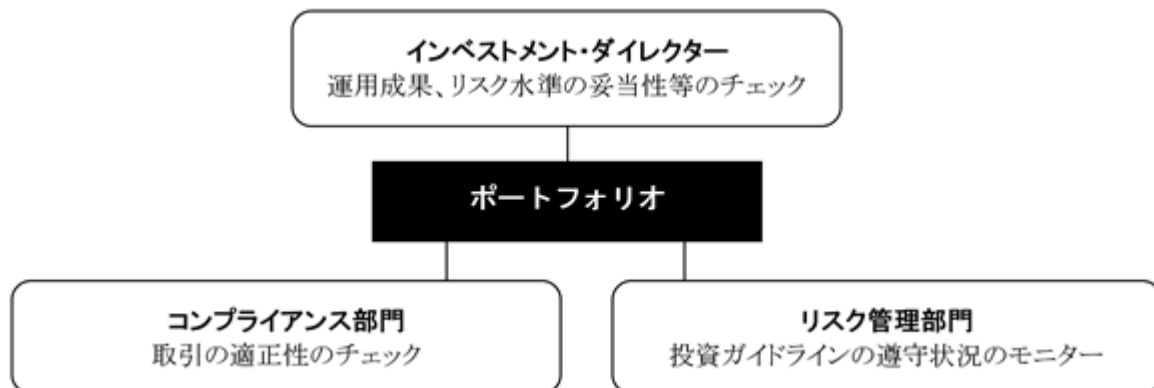 インベストメント・ダイレクター
運用成果、リスク水準の妥当性等のチェック
ポートフォリオ
コンプライアンス部門
取引の適正性のチェック
リスク管理部門
投資ガイドラインの遵守状況のモニター